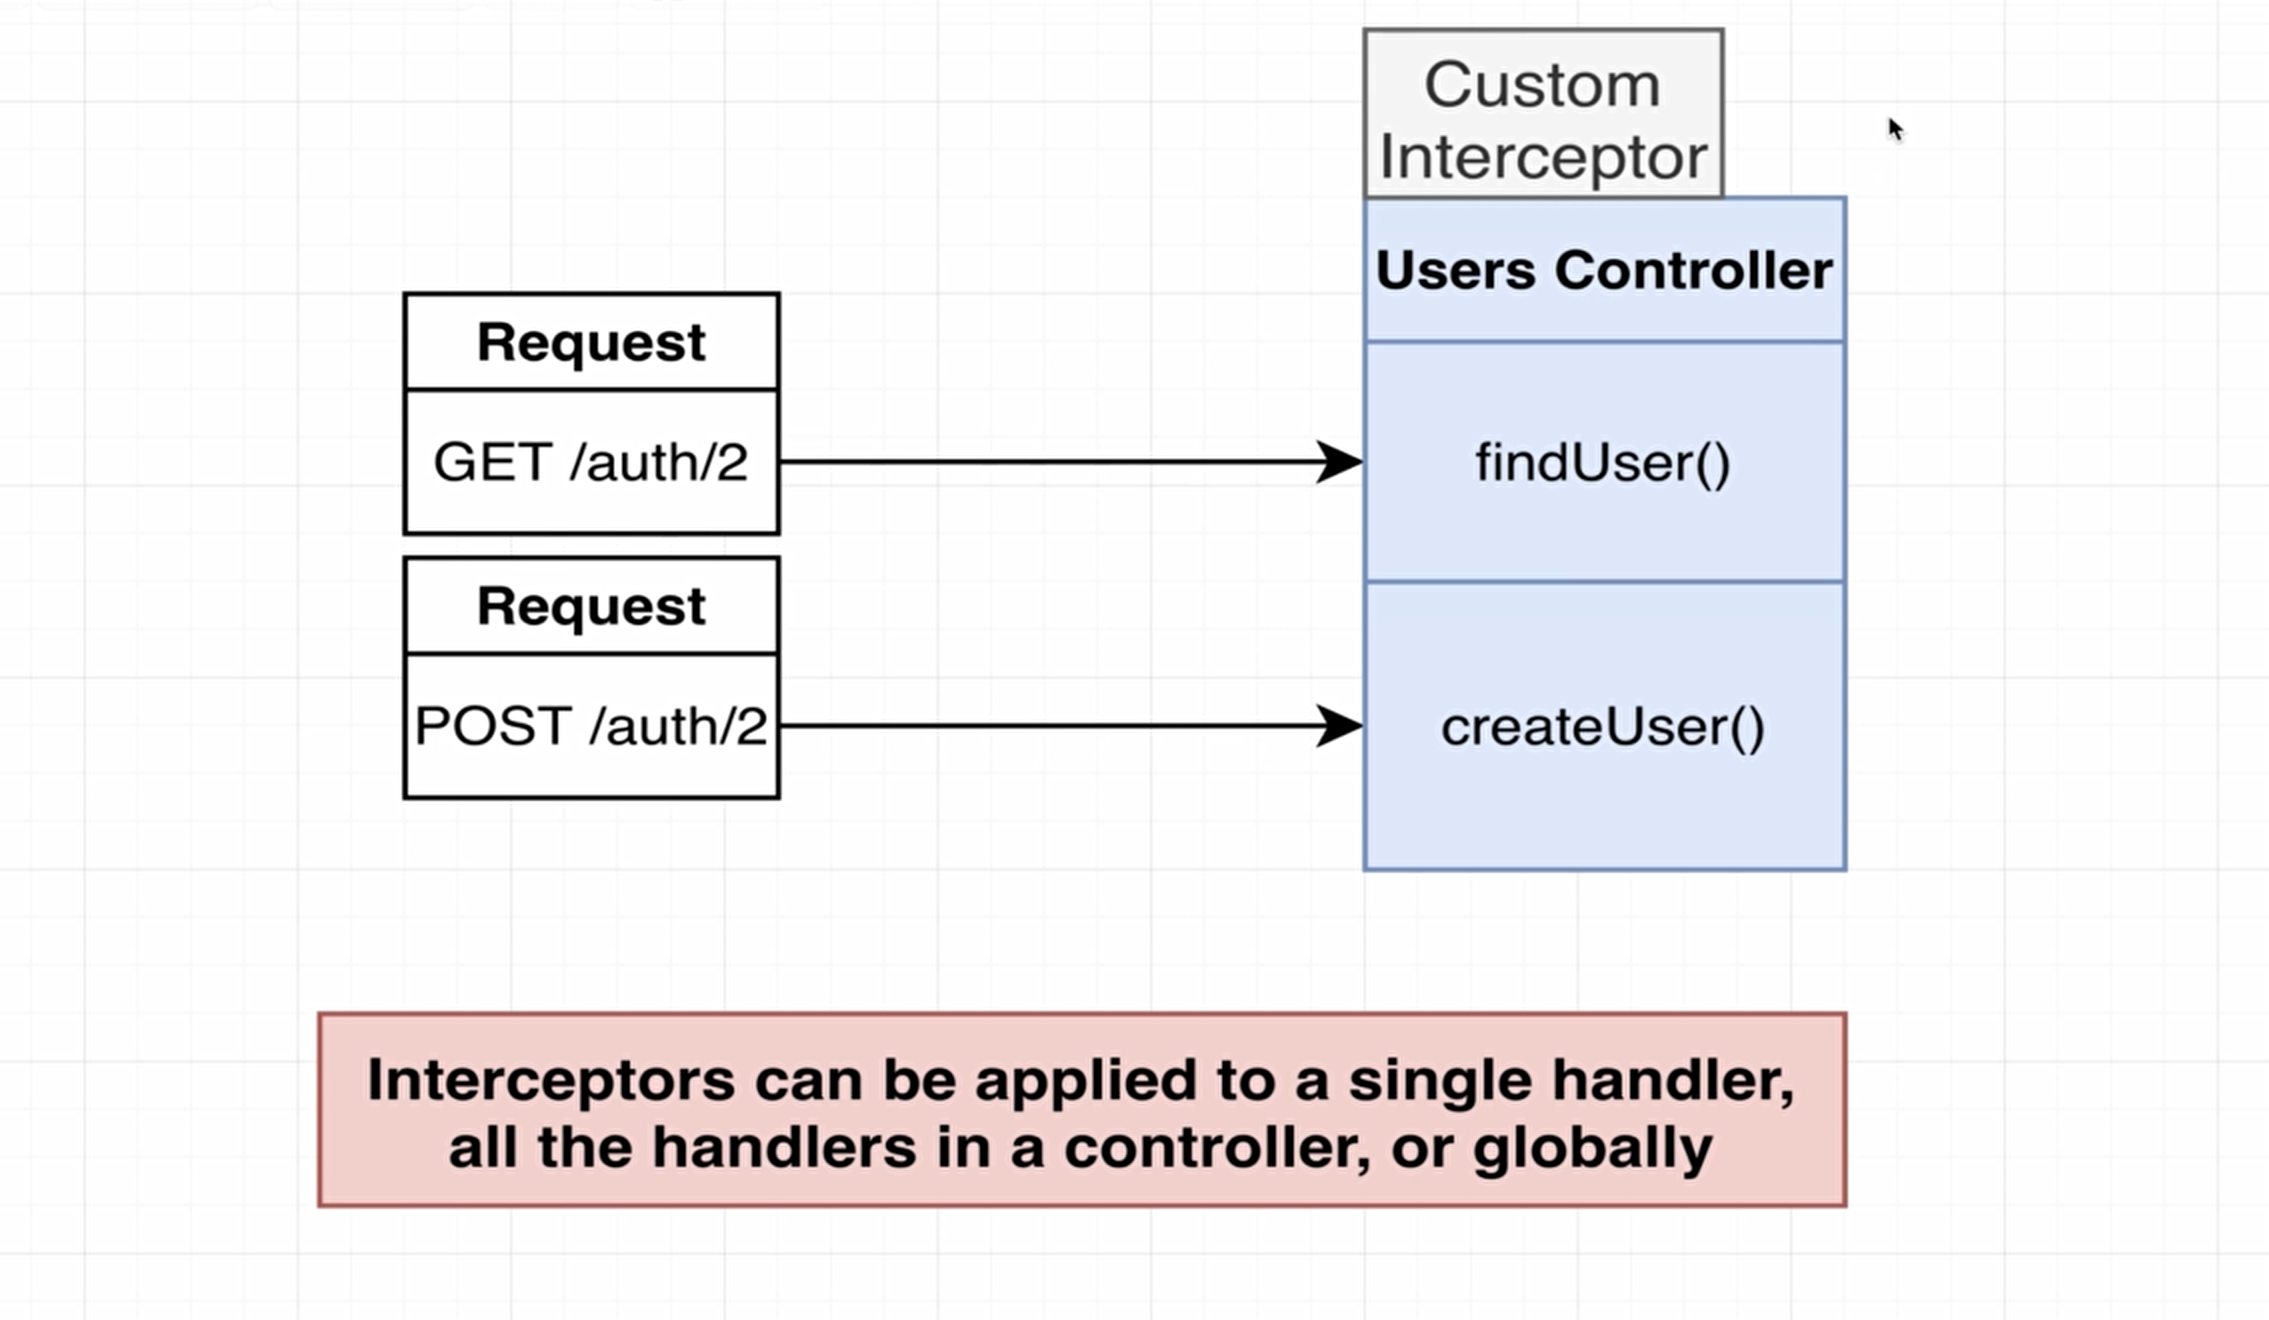 Custom
Interceptor
Users Controller
Request
GET /auth/2
findUser()
Request
POST /auth/2
createUser()
Interceptors can be applied to a single handler,
all the handlers in a controller, or globally